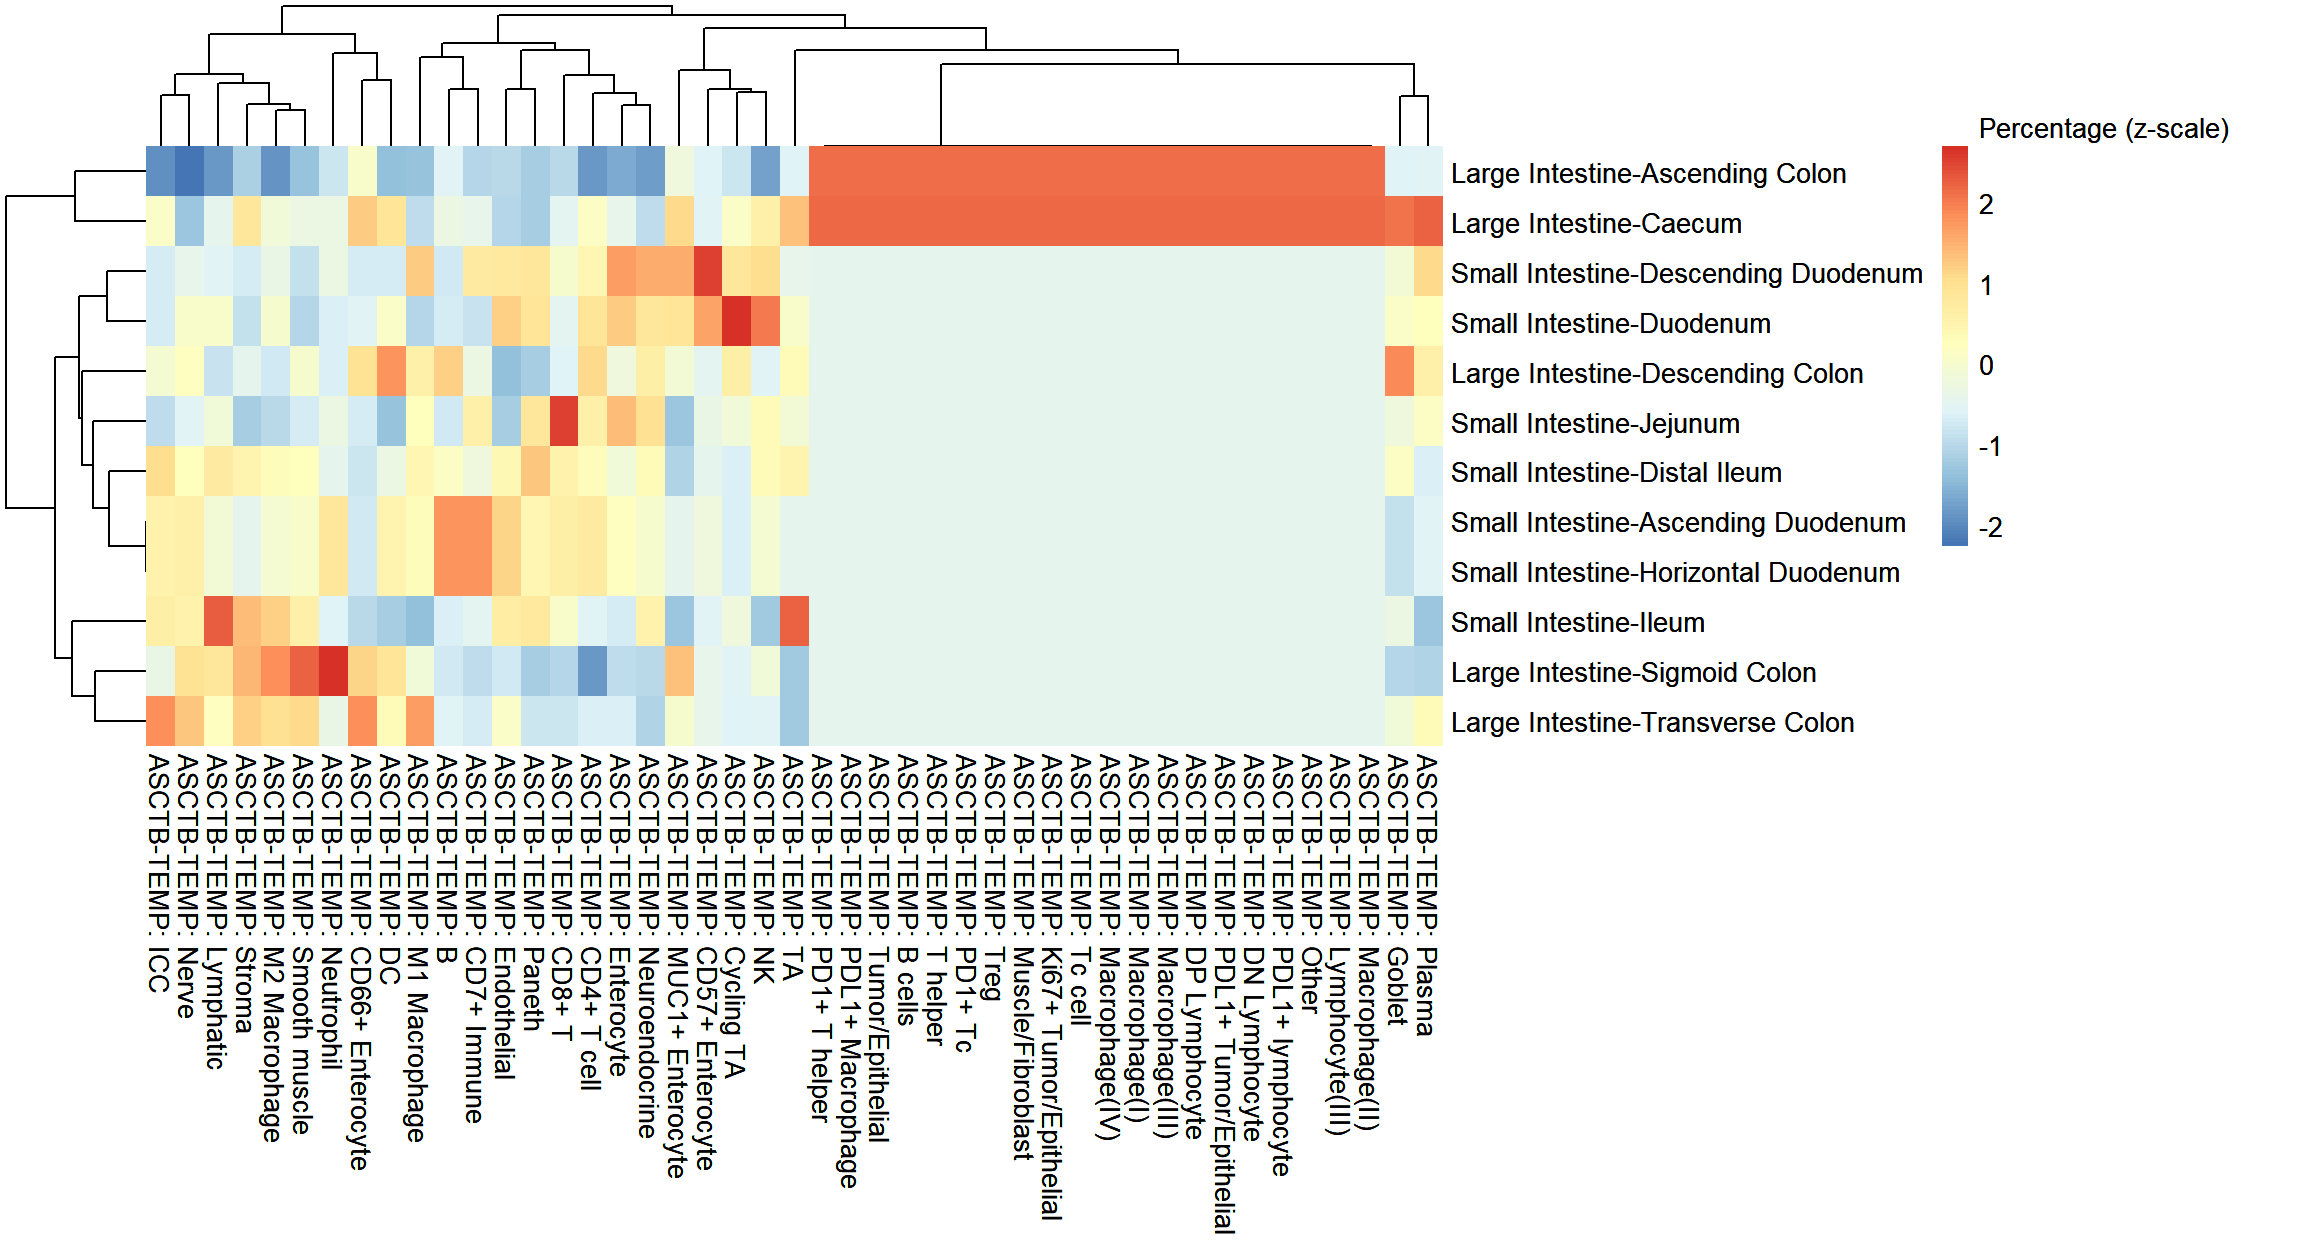 Percentage (z-scale)
2
1
0
-1
-2
Large Intestine-Ascending Colon
Large Intestine-Caecum
Small Intestine-Descending Duodenum
Small Intestine-Duodenum
Large Intestine-Descending Colon
Small Intestine-Jejunum
Small Intestine-Distal Ileum
Small Intestine-Ascending Duodenum
Small Intestine-Horizontal Duodenum
Small Intestine-Ileum
Large Intestine-Sigmoid Colon
Large Intestine-Transverse Colon
ASCTB-TEMP: ICC
ASCTB-TEMP: Nerve
ASCTB-TEMP: Lymphatic
ASCTB-TEMP: Stroma
ASCTB-TEMP: M2 Macrophage
ASCTB-TEMP: Smooth muscle
ASCTB-TEMP: Neutrophil
ASCTB-TEMP: CD66+ Enterocyte
ASCTB-TEMP: DC
ASCTB-TEMP: M1 Macrophage
ASCTB-TEMP: B
ASCTB-TEMP: CD7+ Immune
ASCTB-TEMP: Endothelial
ASCTB-TEMP: Paneth
ASCTB-TEMP: CD8+ T
ASCTB-TEMP: CD4+ T cell
ASCTB-TEMP: Enterocyte
ASCTB-TEMP: Neuroendocrine
ASCTB-TEMP: MUC1+ Enterocyte
ASCTB-TEMP: CD57+ Enterocyte
ASCTB-TEMP: Cycling TA
ASCTB-TEMP: NK
ASCTB-TEMP: TA
ASCTB-TEMP: PD1+ T helper
ASCTB-TEMP: PDL1+ Macrophage
ASCTB-TEMP: Tumor/Epithelial
ASCTB-TEMP: B cells
ASCTB-TEMP: T helper
ASCTB-TEMP: PD1+ Tc
ASCTB-TEMP: Treg
ASCTB-TEMP: Muscle/Fibroblast
ASCTB-TEMP: Ki67+ Tumor/Epithelial
ASCTB-TEMP: Tc cell
ASCTB-TEMP: Macrophage(IV)
ASCTB-TEMP: Macrophage(I)
ASCTB-TEMP: Macrophage(III)
ASCTB-TEMP: DP Lymphocyte
ASCTB-TEMP: PDL1+ Tumor/Epithelial
ASCTB-TEMP: DN Lymphocyte
ASCTB-TEMP: PDL1+ lymphocyte
ASCTB-TEMP: Other
ASCTB-TEMP: Lymphocyte(III)
ASCTB-TEMP: Macrophage(II)
ASCTB-TEMP: Goblet
ASCTB-TEMP: Plasma